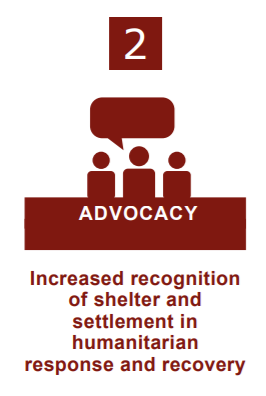 2
ADVOCACY
Increased recognition
of shelter and
settlement in
humanitarian
response and recovery